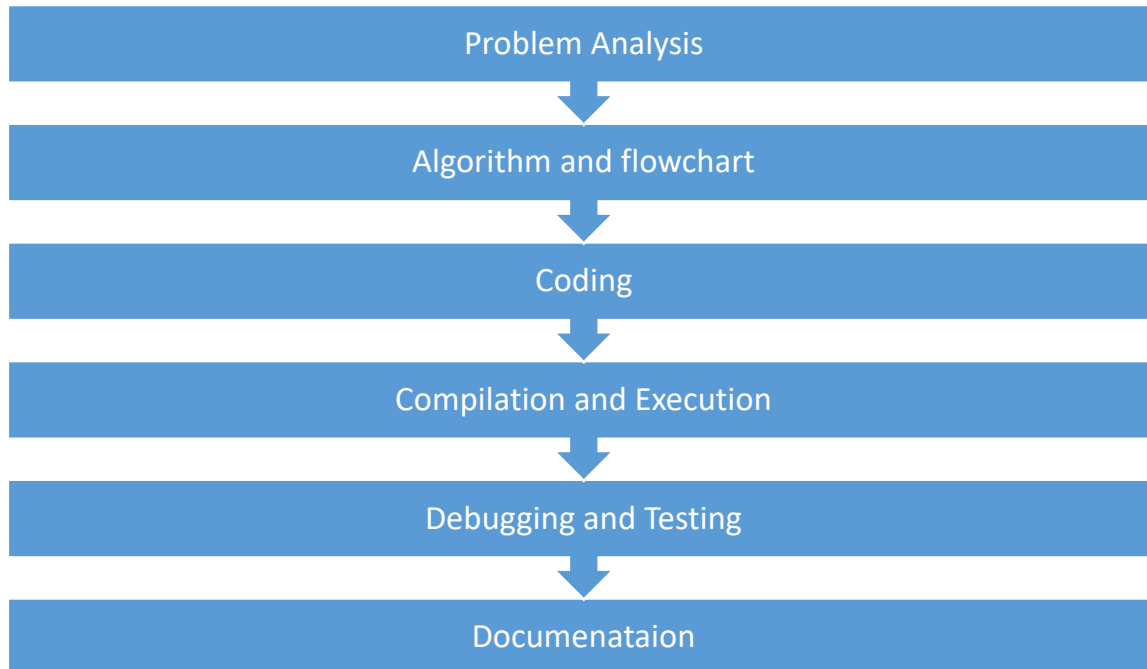 Problem Analysis
Algorithm and flowchart
Coding
Compilation and Execution
Debugging and Testing
Documenataion